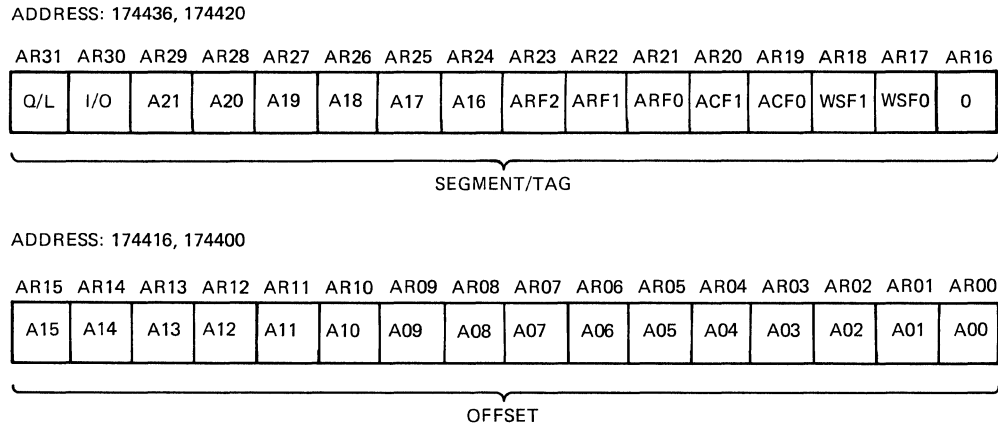 ADDRESS: 174436, 174420
AR31 AR30 AR29 AR28 AR27 AR26 AR25 AR24 AR23 AR22 AR21 AR20 AR19 AR18 AR17 AR16
Q/L I/O A21 A20 A19 A18 A17 A16 ARF2 ARF1 ARF0 ACF1 ACF0 WSF1 WSF0 0
SEGMENT/TAG
ADDRESS: 174416, 174400
AR15 AR14 AR13 AR12 AR11 AR10 AR09 AR08 AR07 AR06 AR05 AR04 AR03 AR02 AR01 AR00
A15 A14 A13 A12 A11 A10 A09 A08 A07 A06 A05 A04 A03 A02 A01 A00
OFFSET